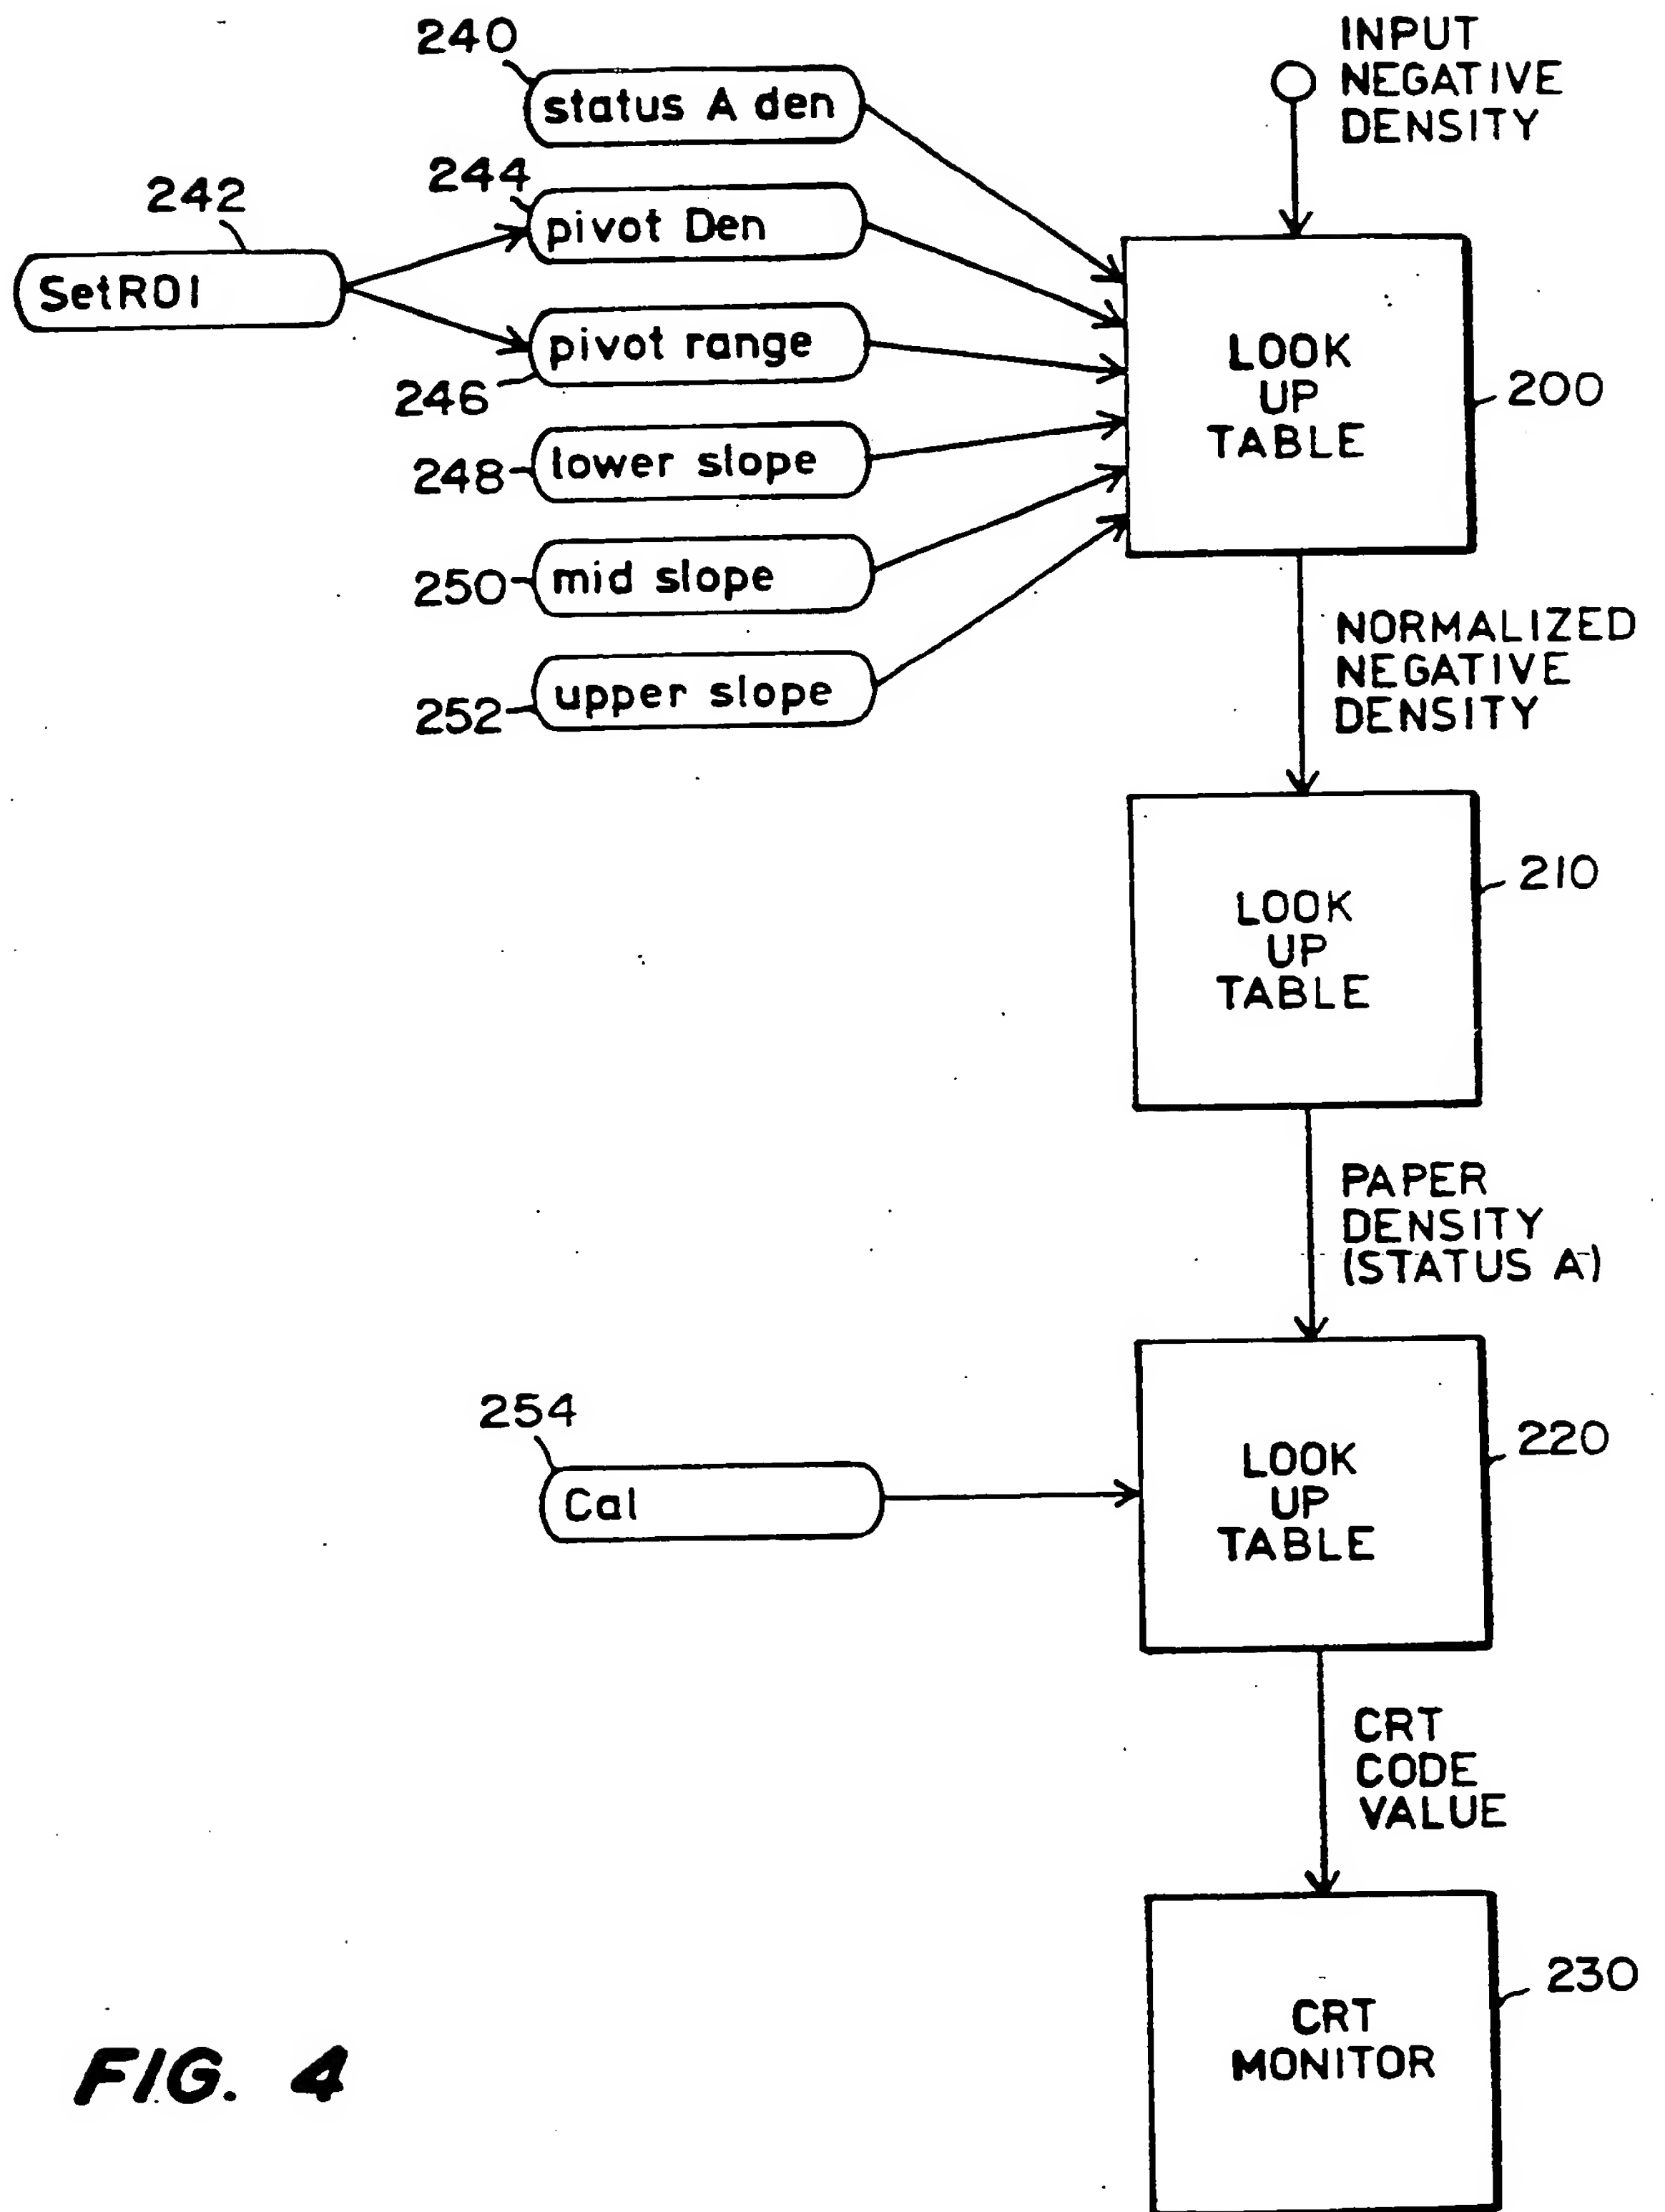 240
status A den
INPUT
NEGATIVE
DENSITY
242
SetROI
244
pivot Den
pivot range
246
248
lower slope
250
mid slope
252
upper slope
LOOK
UP
TABLE
200
NORMALIZED
NEGATIVE
DENSITY
LOOK
UP
TABLE
210
PAPER
DENSITY
(STATUS A)
254
Cal
LOOK
UP
TABLE
220
CRT
CODE
VALUE
CRT
MONITOR
230
FIG. 4